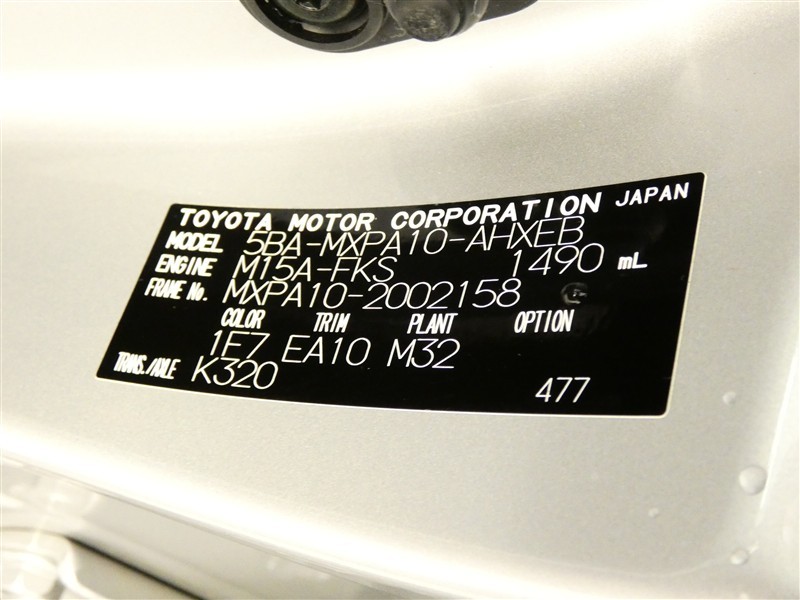 TOYOTA MOTOR CORPORATION JAPAN
MODEL 5BA-MXPA10-AHXEB
ENGINE M15A-FKS 1490 mL
FRAME No. MXPA10-2002158
COLOR TRIM PLANT OPTION
1F7 EA10 M32
TRANS./AXLE K320
477